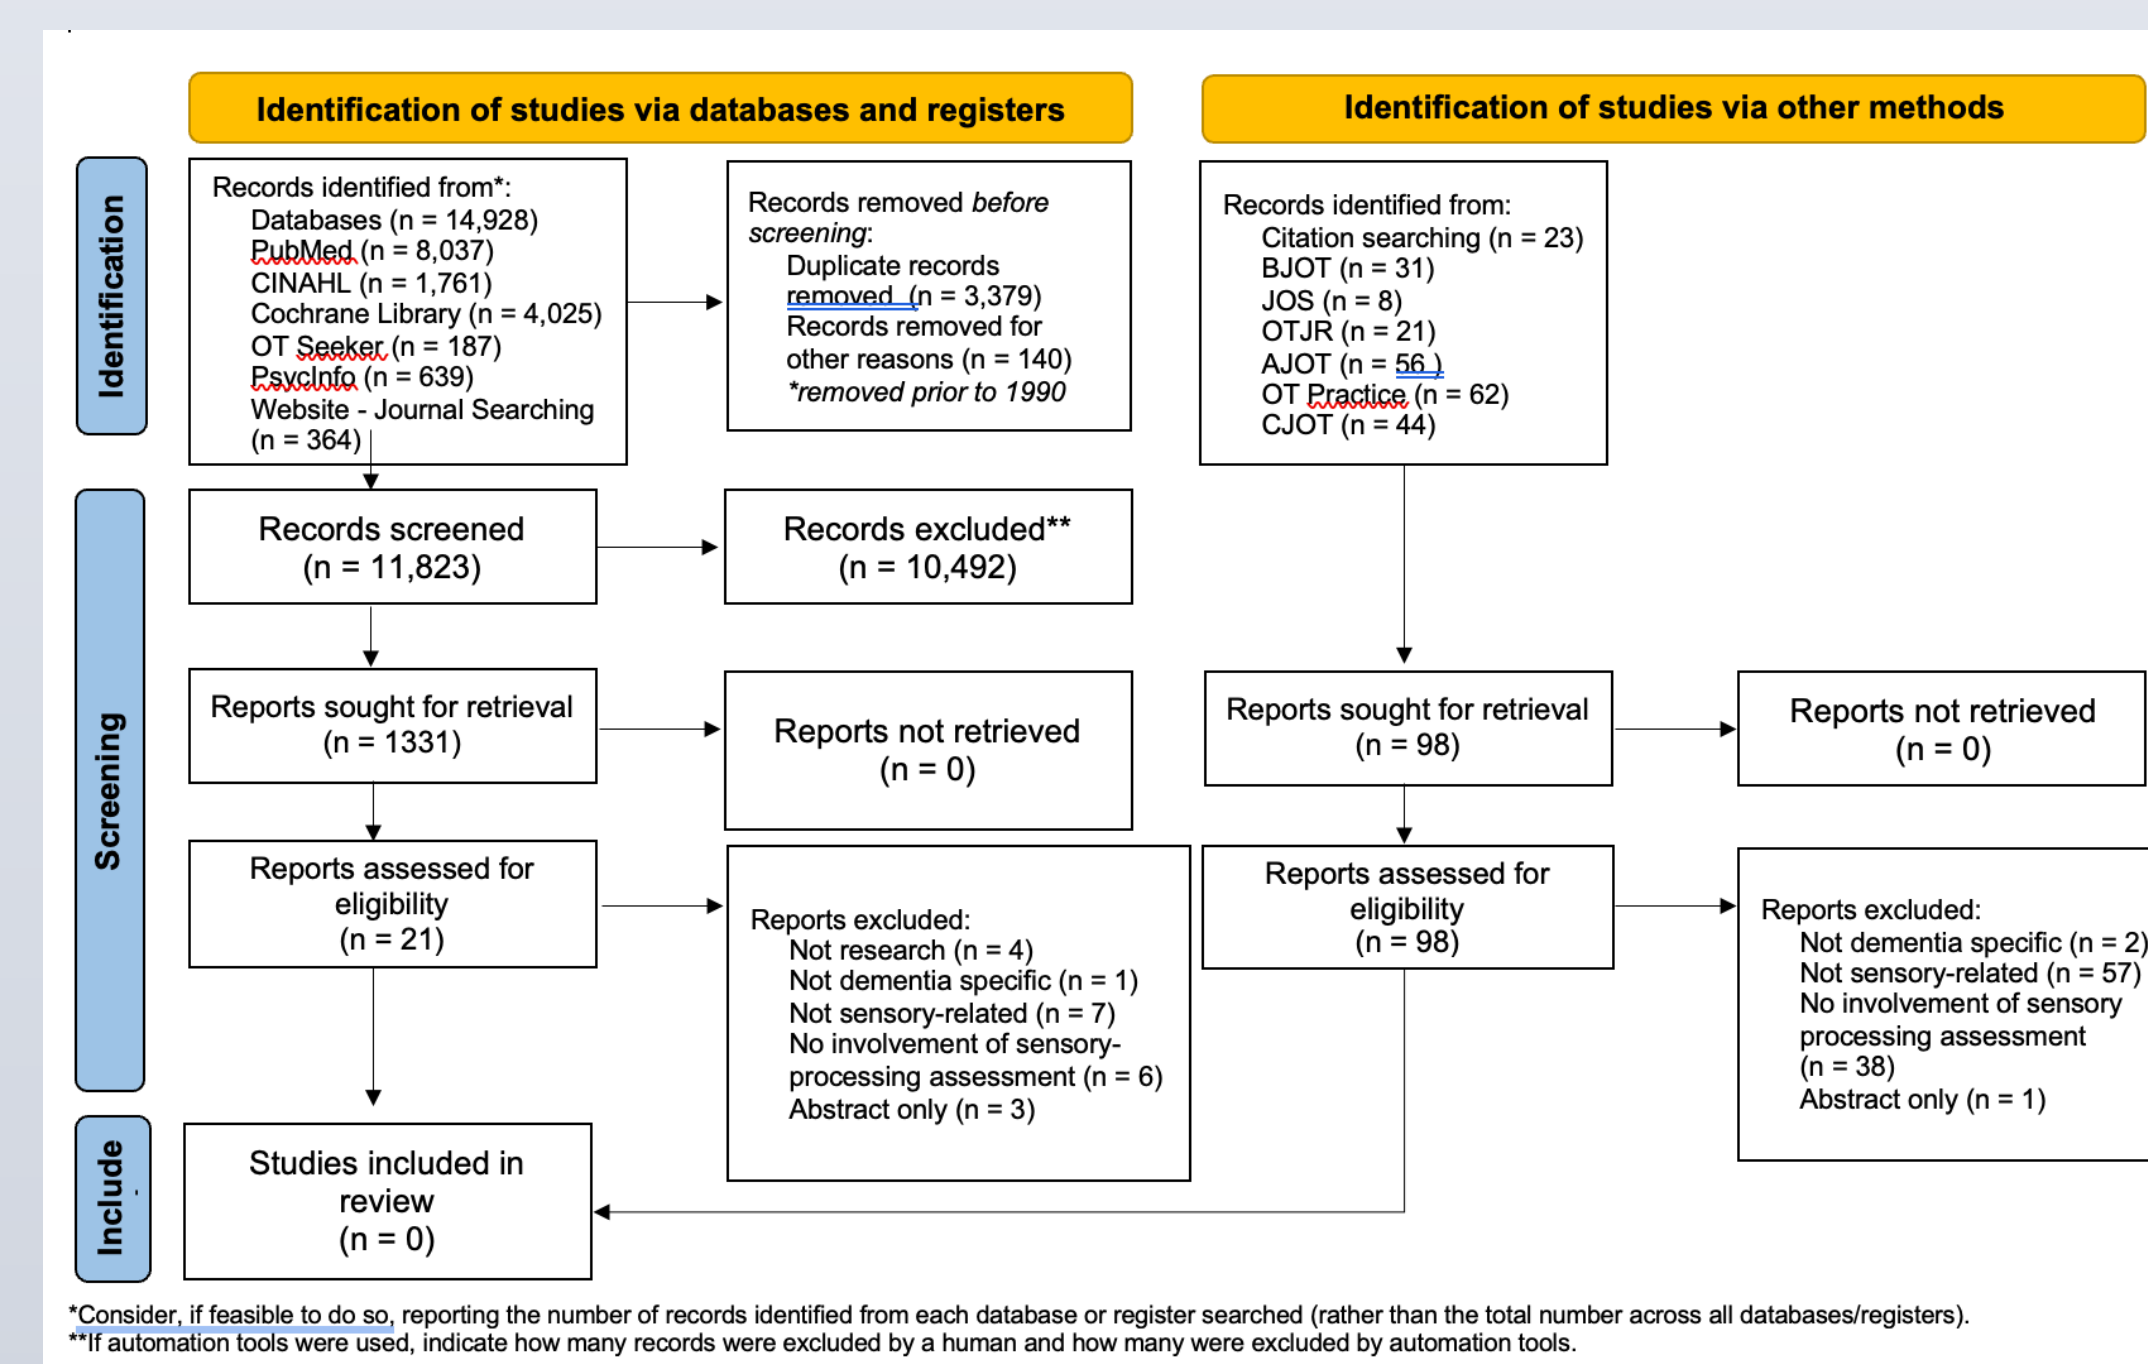 Identification of studies via databases and registers
Identification of studies via other methods
Identification
Records identified from*:
Databases (n = 14,928)
PubMed (n = 8,037)
CINAHL (n = 1,761)
Cochrane Library (n = 4,025)
OT Seeker (n = 187)
PsycInfo (n = 639)
Website - Journal Searching
(n = 364)
Records removed before
screening:
Duplicate records
removed (n = 3,379)
Records removed for
other reasons (n = 140)
*removed prior to 1990
Records identified from:
Citation searching (n = 23)
BJOT (n = 31)
JOS (n = 8)
OTJR (n = 21)
AJOT (n = 56 )
OT Practice (n = 62)
CJOT (n = 44)
Screening
Records screened
(n = 11,823)
Records excluded**
(n = 10,492)
Reports sought for retrieval
(n = 1331)
Reports not retrieved
(n = 0)
Reports sought for retrieval
(n = 98)
Reports not retrieved
(n = 0)
Reports assessed for
eligibility
(n = 21)
Reports excluded:
Not research (n = 4)
Not dementia specific (n = 1)
Not sensory-related (n = 7)
No involvement of sensory-
processing assessment (n = 6)
Abstract only (n = 3)
Reports assessed for
eligibility
(n = 98)
Reports excluded:
Not dementia specific (n = 2)
Not sensory-related (n = 57)
No involvement of sensory
processing assessment
(n = 38)
Abstract only (n = 1)
Include
Studies included in
review
(n = 0)
*Consider, if feasible to do so, reporting the number of records identified from each database or register searched (rather than the total number across all databases/registers).
**If automation tools were used, indicate how many records were excluded by a human and how many were excluded by automation tools.